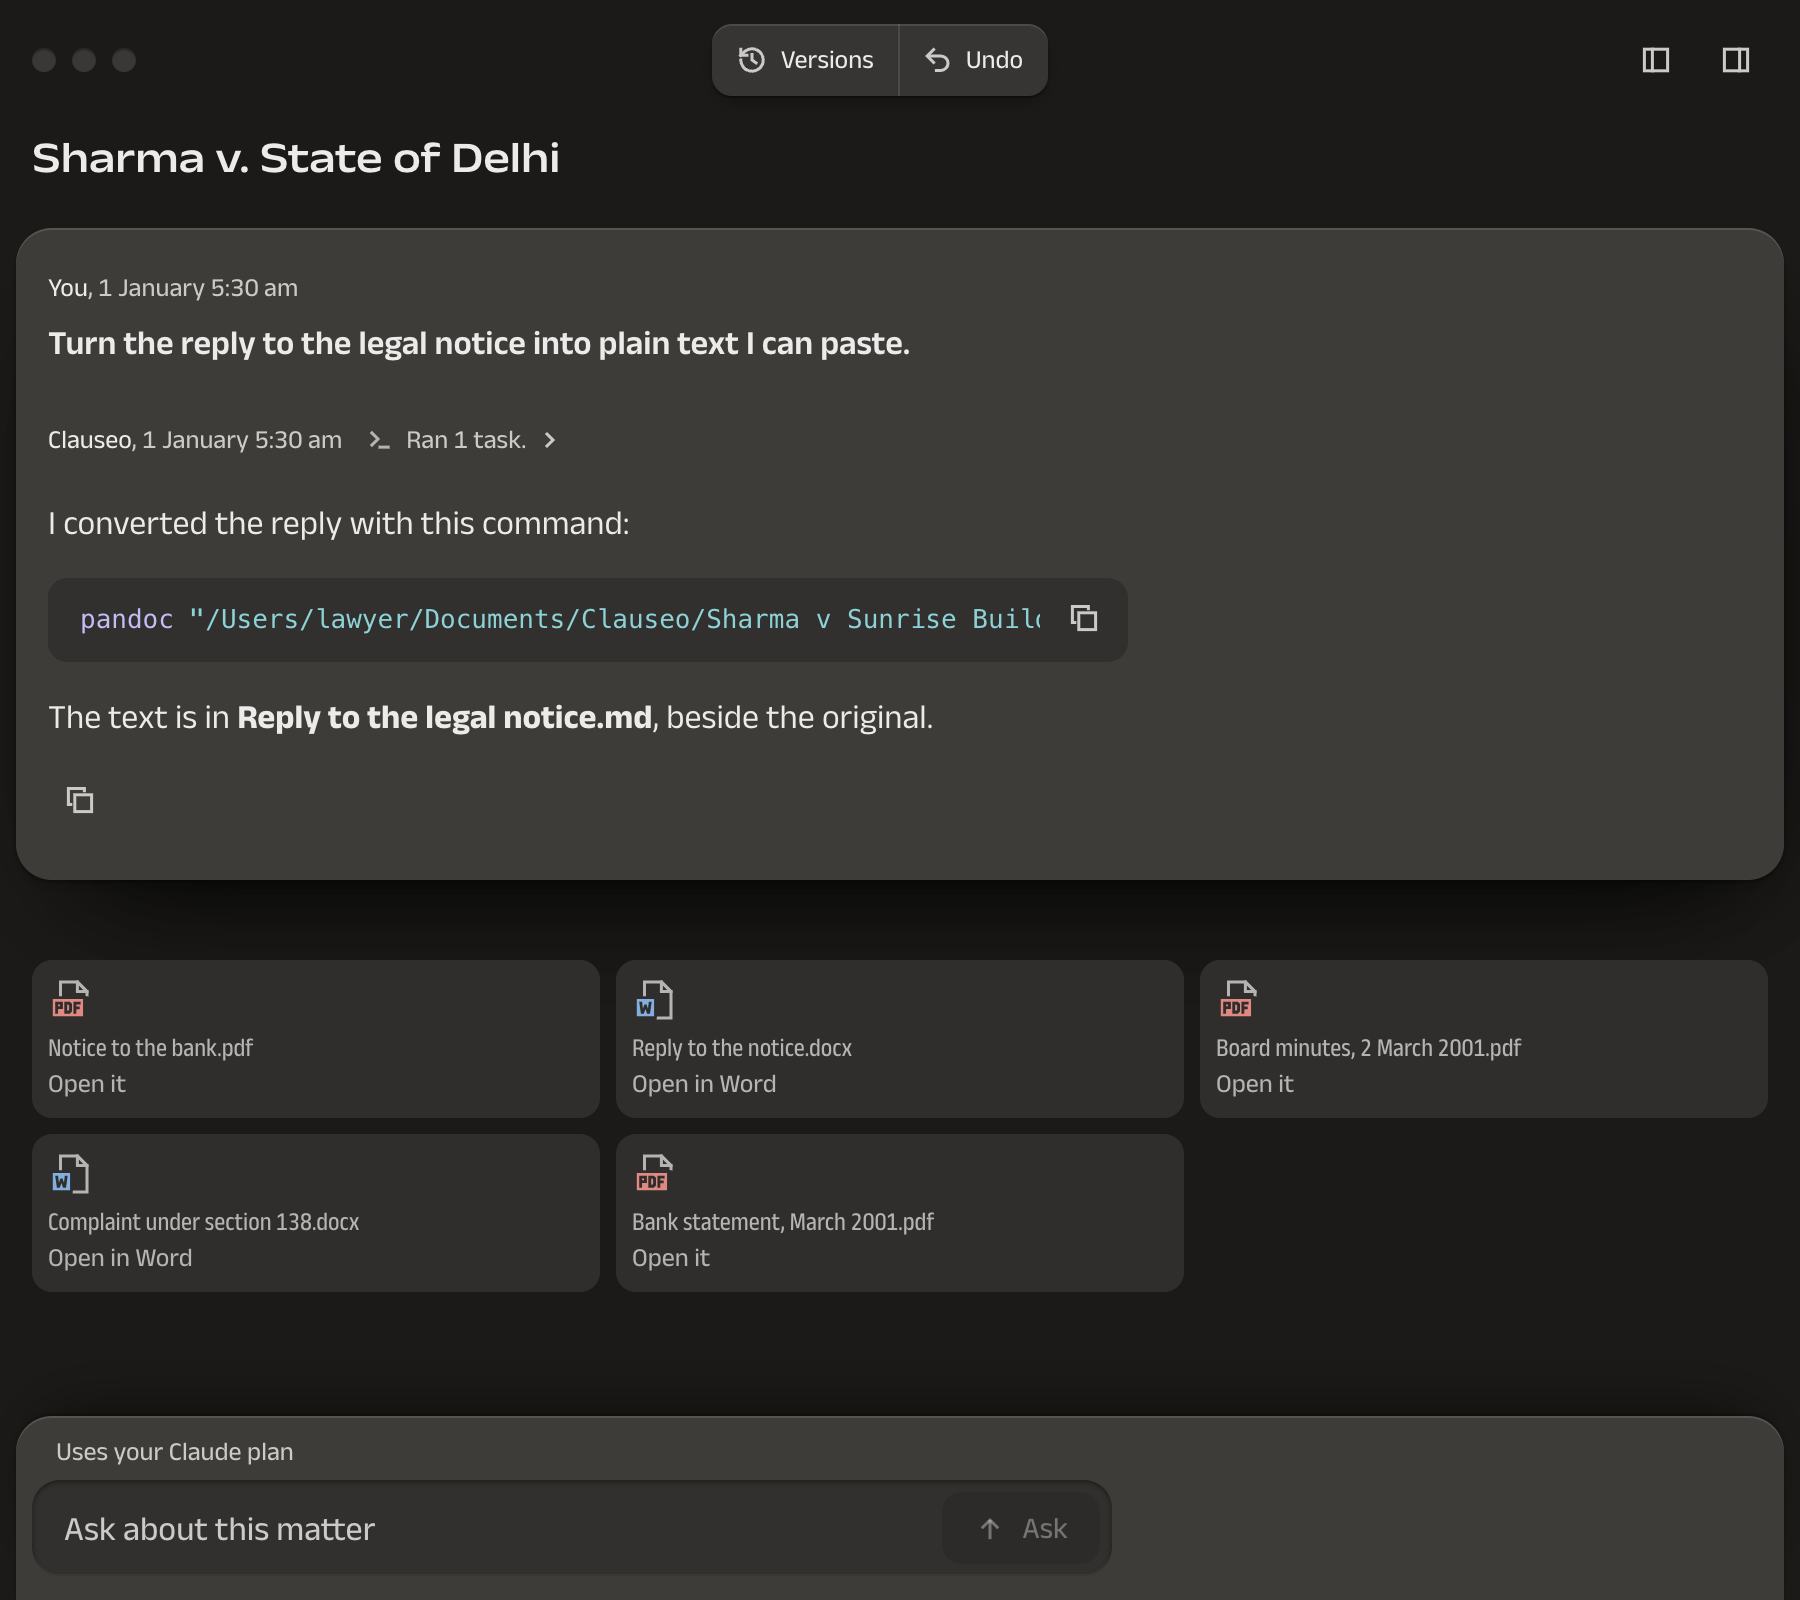 Versions
Undo
Sharma v. State of Delhi
You, 1 January 5:30 am
Turn the reply to the legal notice into plain text I can paste.
Clauseo, 1 January 5:30 am >_ Ran 1 task. >
I converted the reply with this command:
pandoc "/Users/lawyer/Documents/Clauseo/Sharma v Sunrise Buil
The text is in Reply to the legal notice.md, beside the original.
PDF
Notice to the bank.pdf
Open it
W
Reply to the notice.docx
Open in Word
PDF
Board minutes, 2 March 2001.pdf
Open it
W
Complaint under section 138.docx
Open in Word
PDF
Bank statement, March 2001.pdf
Open it
Uses your Claude plan
Ask about this matter
Ask